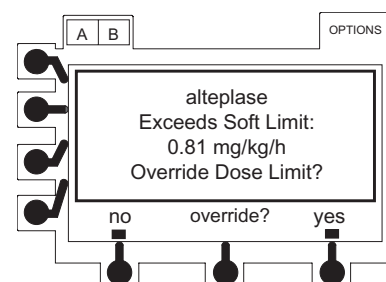 A B
OPTIONS
alteplase
Exceeds Soft Limit:
0.81 mg/kg/h
Override Dose Limit?
no override? yes